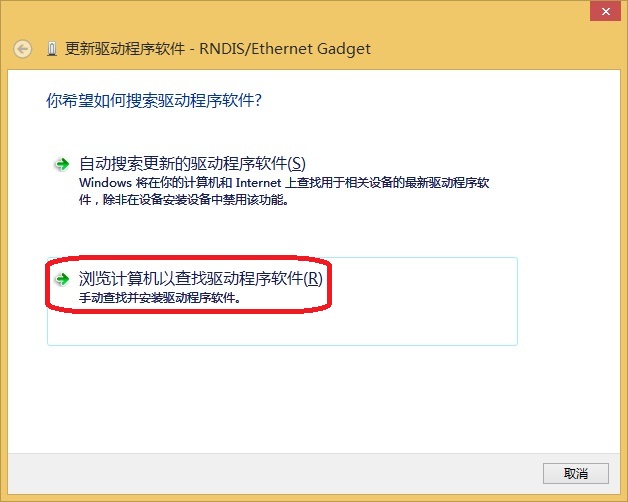 更新驱动程序软件 - RNDIS/Ethernet Gadget
你希望如何搜索驱动程序软件?
自动搜索更新的驱动程序软件(S)
Windows 将在你的计算机和 Internet 上查找用于相关设备的最新驱动程序软
件，除非在设备安装设置中禁用该功能。
浏览计算机以查找驱动程序软件(R)
手动查找并安装驱动程序软件。
取消